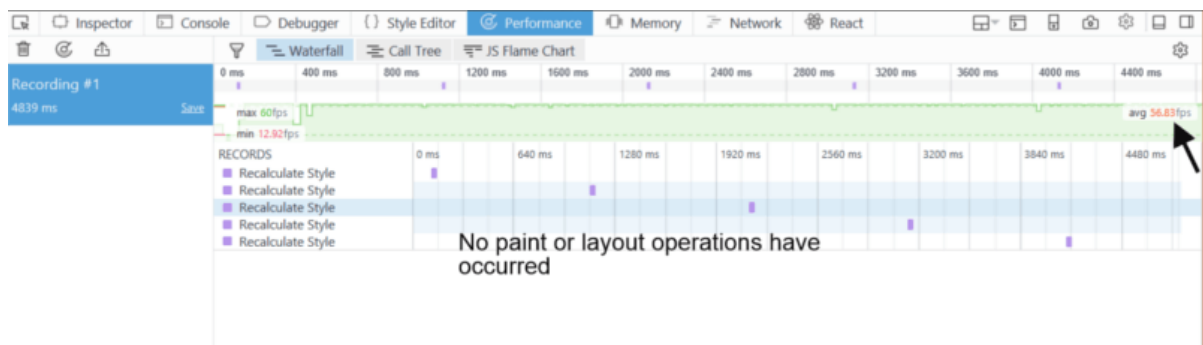 Inspector Console Debugger {} Style Editor Performance Memory Network React
Waterfall Call Tree JS Flame Chart
Recording #1
4839 ms Save
0 ms 400 ms 800 ms 1200 ms 1600 ms 2000 ms 2400 ms 2800 ms 3200 ms 3600 ms 4000 ms 4400 ms
max 60fps avg 56.83fps
min 12.92fps
RECORDS 0 ms 640 ms 1280 ms 1920 ms 2560 ms 3200 ms 3840 ms 4480 ms
Recalculate Style
Recalculate Style
Recalculate Style
Recalculate Style
Recalculate Style
No paint or layout operations have
occurred